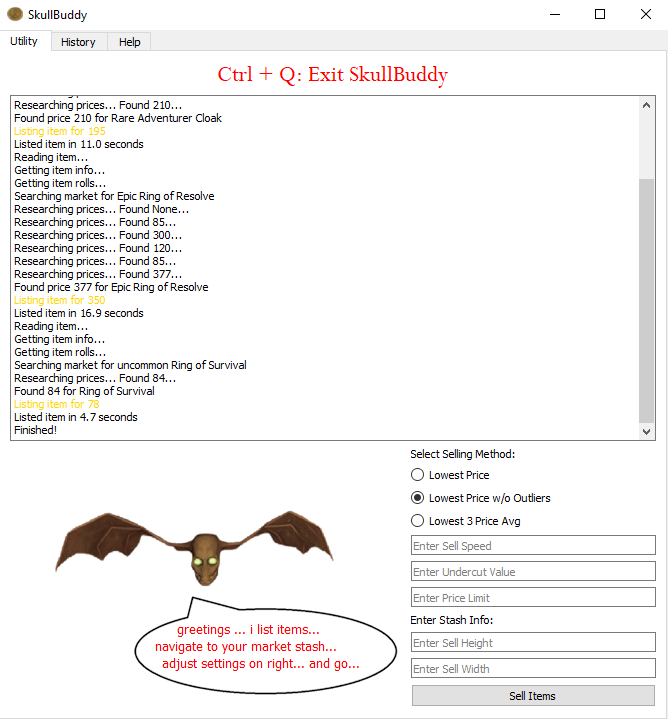 SkullBuddy
Utility History Help
Ctrl + Q: Exit SkullBuddy
Researching prices... Found 210...
Found price 210 for Rare Adventurer Cloak
Listing item for 195
Listed item in 11.0 seconds
Reading item...
Getting item info...
Getting item rolls...
Searching market for Epic Ring of Resolve
Researching prices... Found None...
Researching prices... Found 85...
Researching prices... Found 300...
Researching prices... Found 120...
Researching prices... Found 85...
Researching prices... Found 377...
Found price 377 for Epic Ring of Resolve
Listing item for 350
Listed item in 16.9 seconds
Reading item...
Getting item info...
Getting item rolls...
Searching market for uncommon Ring of Survival
Researching prices... Found 84...
Found 84 for Ring of Survival
Listing item for 78
Listed item in 4.7 seconds
Finished!
greetings ... i list items...
navigate to your market stash...
adjust settings on right... and go...
Select Selling Method:
Lowest Price
Lowest Price w/o Outliers
Lowest 3 Price Avg
Enter Sell Speed
Enter Undercut Value
Enter Price Limit
Enter Stash Info:
Enter Sell Height
Enter Sell Width
Sell Items